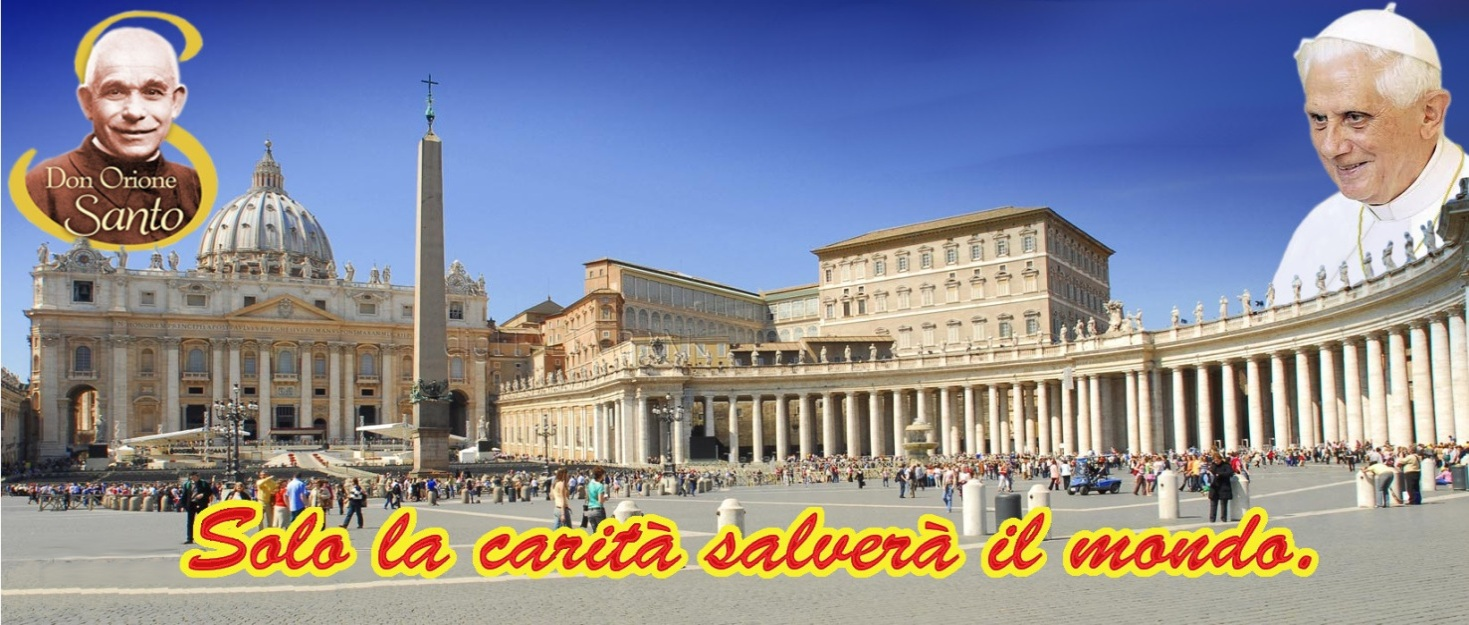 Don Orione
Santo
Solo la carità salverà il mondo.